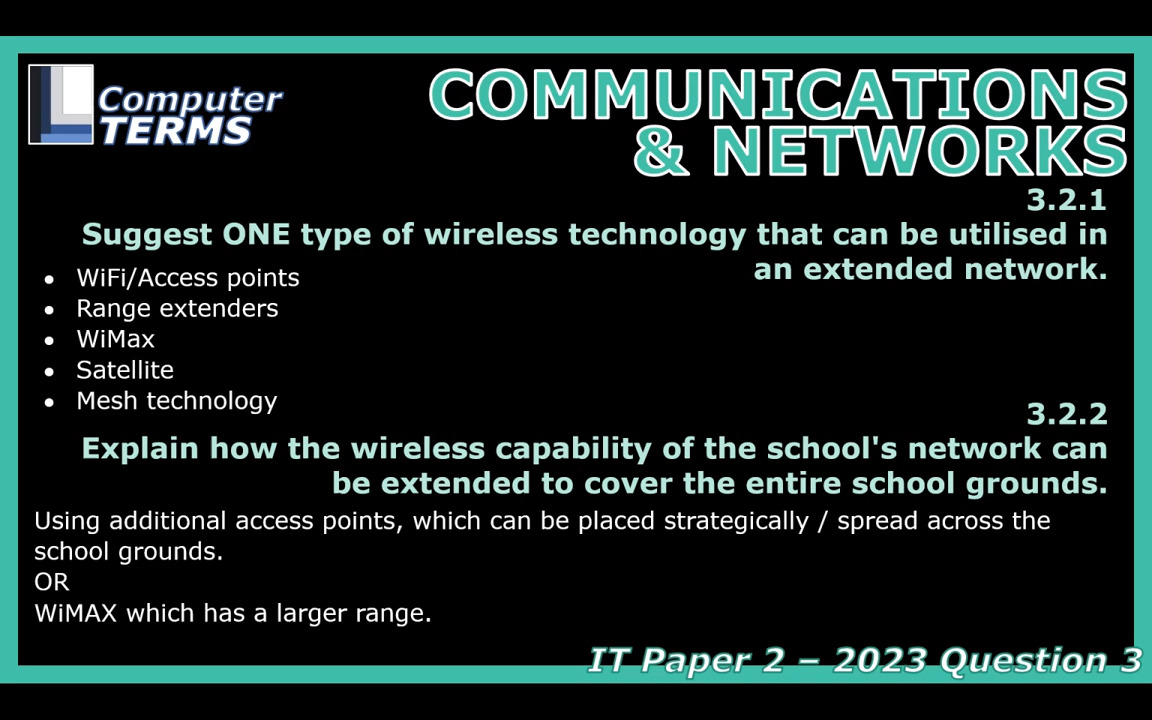 Computer
TERMS
COMMUNICATIONS
& NETWORKS
3.2.1
Suggest ONE type of wireless technology that can be utilised in
an extended network.
• WiFi/Access points
• Range extenders
• WiMax
• Satellite
• Mesh technology
3.2.2
Explain how the wireless capability of the school's network can
be extended to cover the entire school grounds.
Using additional access points, which can be placed strategically / spread across the
school grounds.
OR
WiMAX which has a larger range.
IT Paper 2 – 2023 Question 3